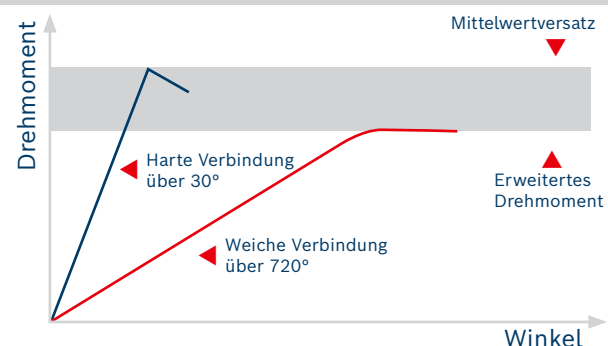 Drehmoment
Mittelwertversatz
Harte Verbindung
über 30°
Erweitertes
Drehmoment
Weiche Verbindung
über 720°
Winkel